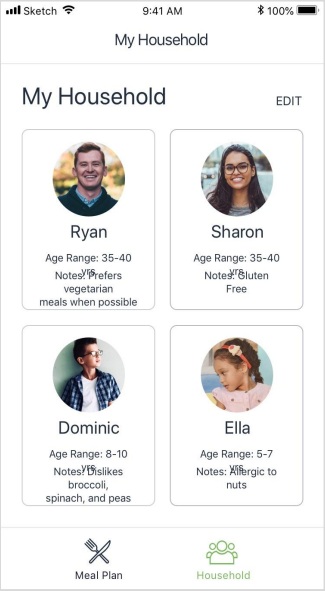 Sketch 9:41 AM 100%
My Household
My Household
EDIT
Ryan
Age Range: 35-40
yrs
Notes: Prefers
vegetarian
meals when possible
Sharon
Age Range: 35-40
yrs
Notes: Gluten
Free
Dominic
Age Range: 8-10
yrs
Notes: Dislikes
broccoli,
spinach, and peas
Ella
Age Range: 5-7
yrs
Notes: Allergic to
nuts
Meal Plan
Household